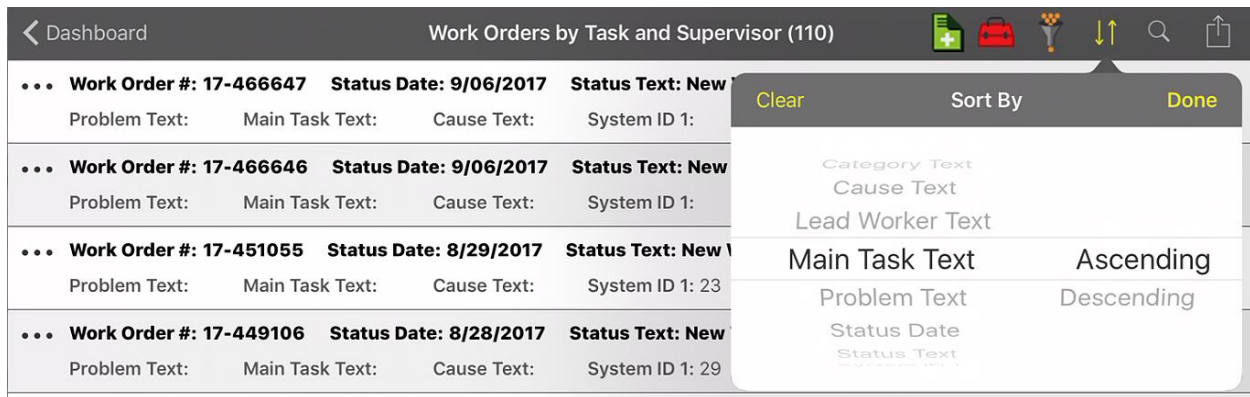 Dashboard
Work Orders by Task and Supervisor (110)
Work Order #: 17-466647 Status Date: 9/06/2017 Status Text: New
Problem Text: Main Task Text: Cause Text: System ID 1:
Work Order #: 17-466646 Status Date: 9/06/2017 Status Text: New
Problem Text: Main Task Text: Cause Text: System ID 1:
Work Order #: 17-451055 Status Date: 8/29/2017 Status Text: New
Problem Text: Main Task Text: Cause Text: System ID 1: 23
Work Order #: 17-449106 Status Date: 8/28/2017 Status Text: New
Problem Text: Main Task Text: Cause Text: System ID 1: 29
Clear Sort By Done
Category Text
Cause Text
Lead Worker Text
Main Task Text Ascending
Problem Text Descending
Status Date
Status Text